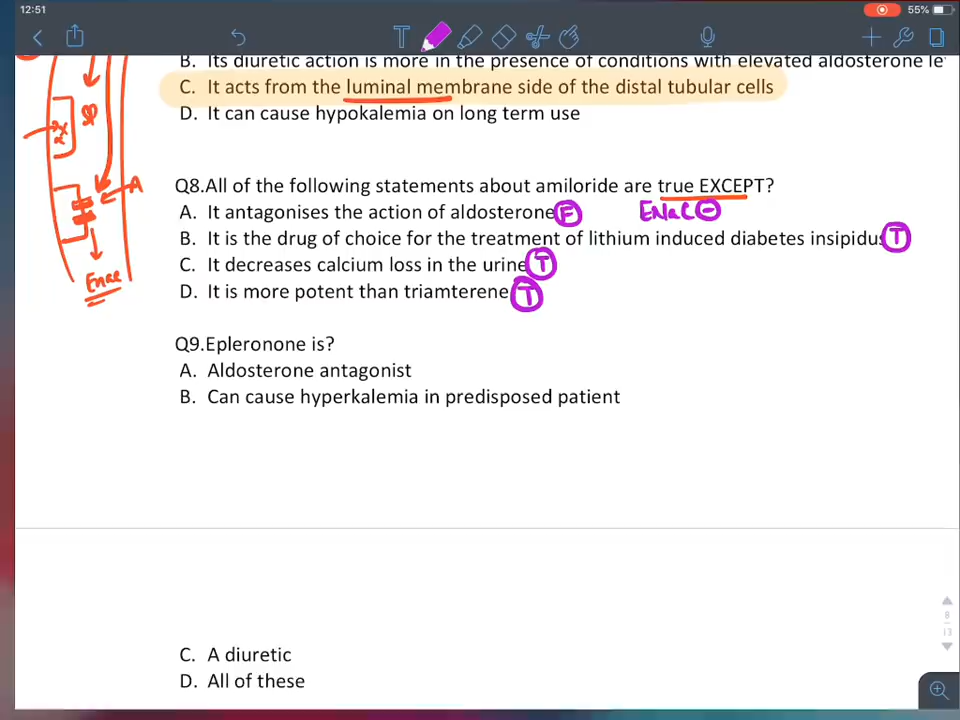 12:51
55%
B. Its diuretic action is more in the presence of conditions with elevated aldosterone le
C. It acts from the luminal membrane side of the distal tubular cells
D. It can cause hypokalemia on long term use
A
Enac
Q8.All of the following statements about amiloride are true EXCEPT?
A. It antagonises the action of aldosterone F ENaC -
B. It is the drug of choice for the treatment of lithium induced diabetes insipidus T
C. It decreases calcium loss in the urine T
D. It is more potent than triamterene T
Q9.Epleronone is?
A. Aldosterone antagonist
B. Can cause hyperkalemia in predisposed patient
8
13
C. A diuretic
D. All of these